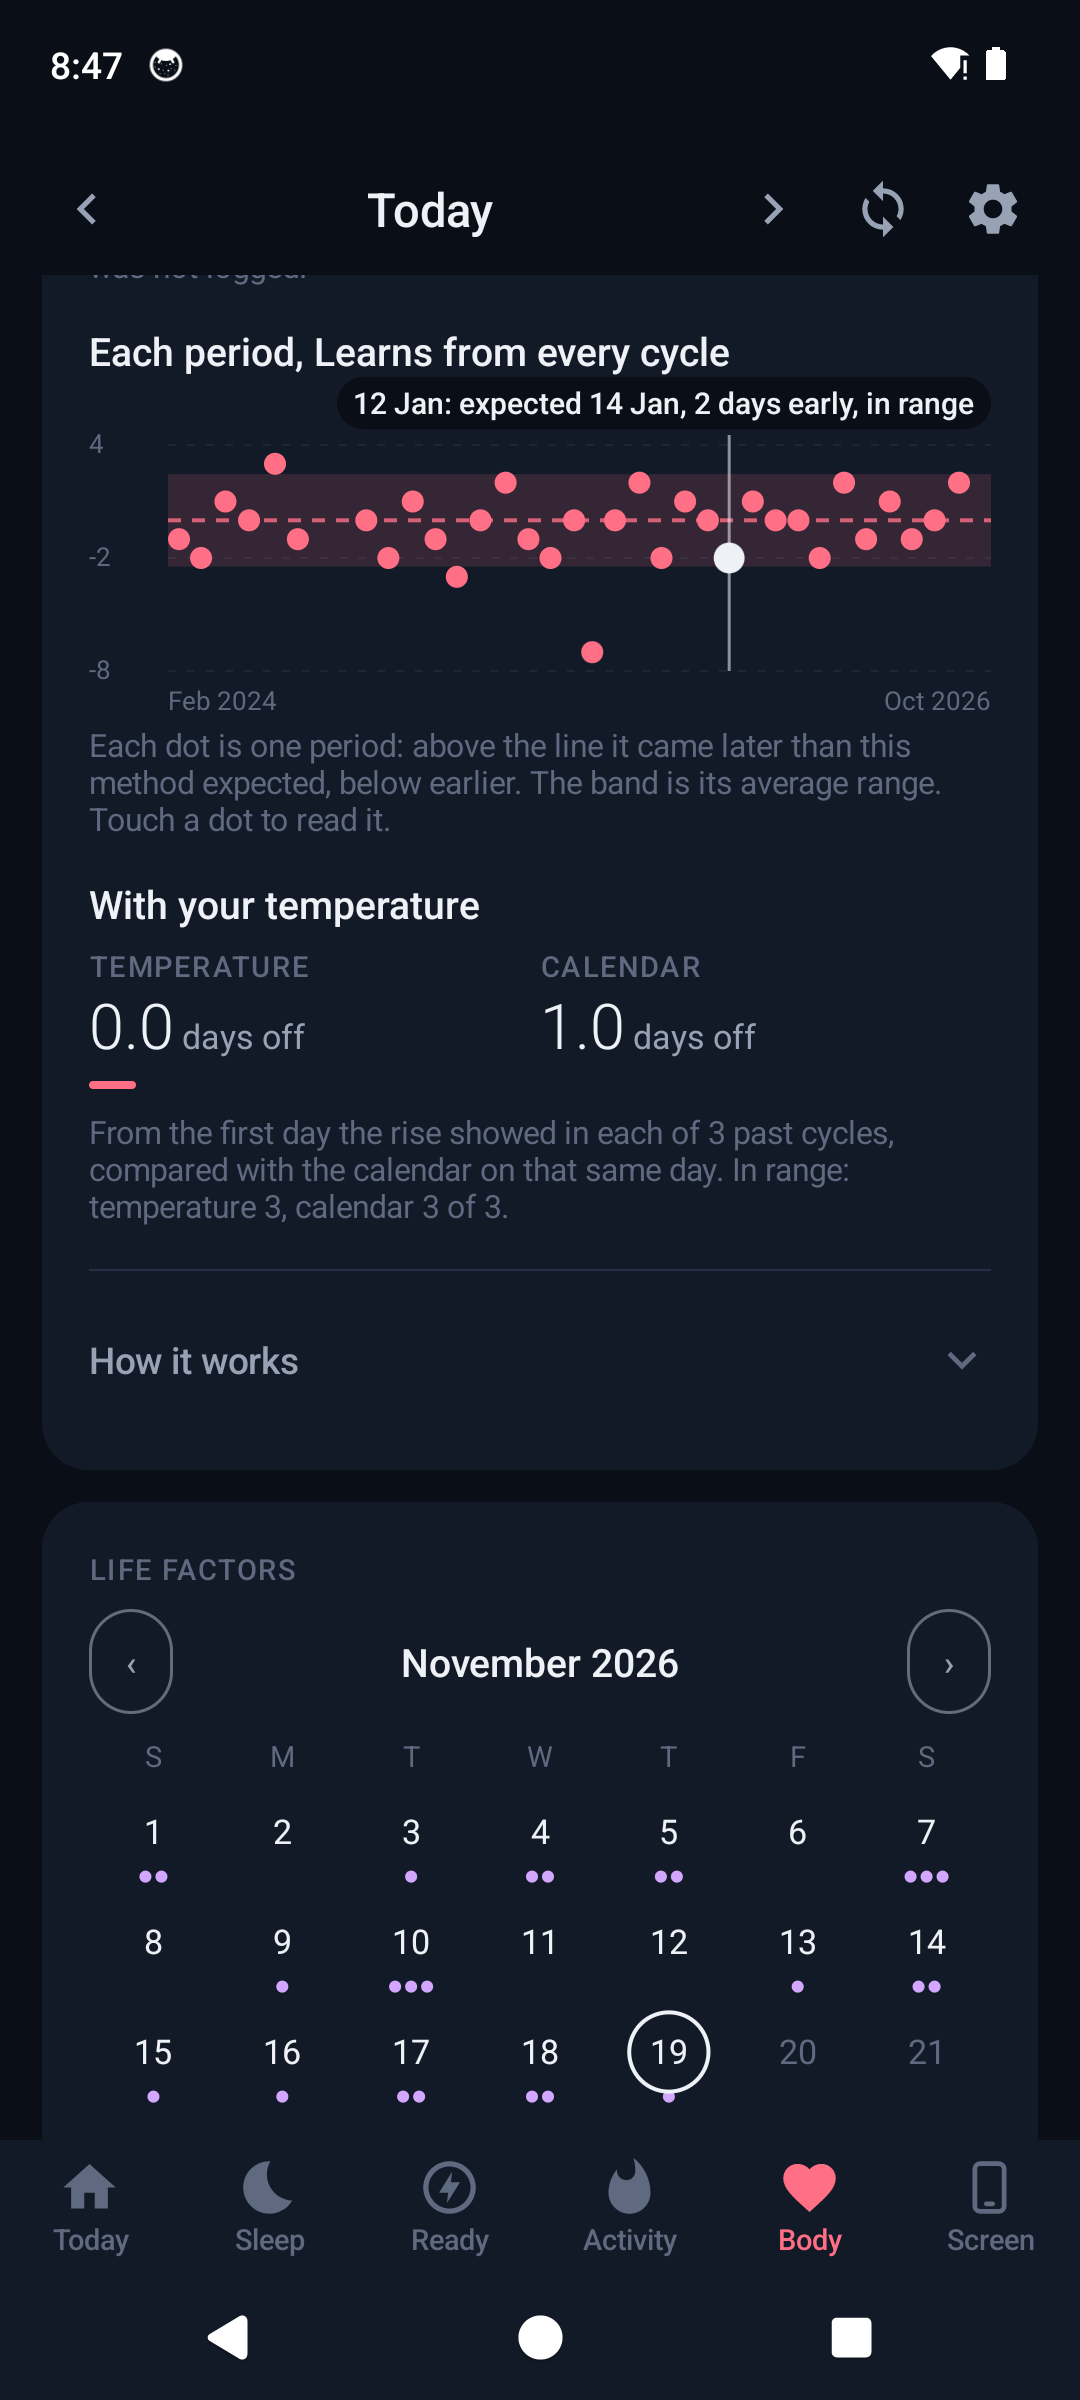 8:47
Today
was not logged.
Each period, Learns from every cycle
12 Jan: expected 14 Jan, 2 days early, in range
4
-2
-8
Feb 2024
Oct 2026
Each dot is one period: above the line it came later than this
method expected, below earlier. The band is its average range.
Touch a dot to read it.
With your temperature
TEMPERATURE
CALENDAR
0.0 days off
1.0 days off
From the first day the rise showed in each of 3 past cycles,
compared with the calendar on that same day. In range:
temperature 3, calendar 3 of 3.
How it works
LIFE FACTORS
‹ November 2026 ›
S M T W T F S
1 2 3 4 5 6 7
8 9 10 11 12 13 14
15 16 17 18 19 20 21
Today Sleep Ready Activity Body Screen